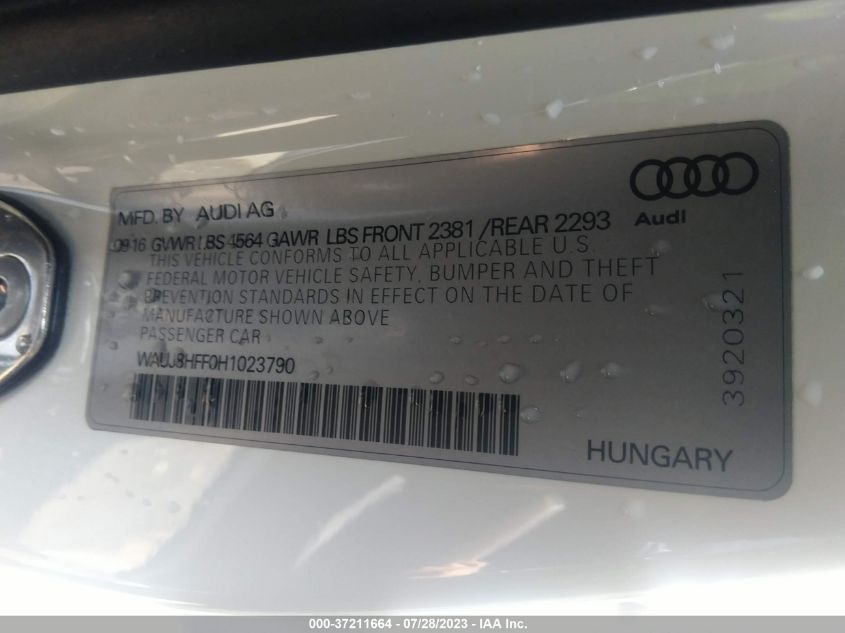 MFD. BY AUDI AG
09 16 GVWR LBS 4564 GAWR LBS FRONT 2381 /REAR 2293
THIS VEHICLE CONFORMS TO ALL APPLICABLE U.S.
FEDERAL MOTOR VEHICLE SAFETY, BUMPER AND THEFT
PREVENTION STANDARDS IN EFFECT ON THE DATE OF
MANUFACTURE SHOWN ABOVE
PASSENGER CAR
WAUJ8HFF0H1023790
Audi
3920321
HUNGARY
000-37211664 - 07/28/2023 - IAA Inc.